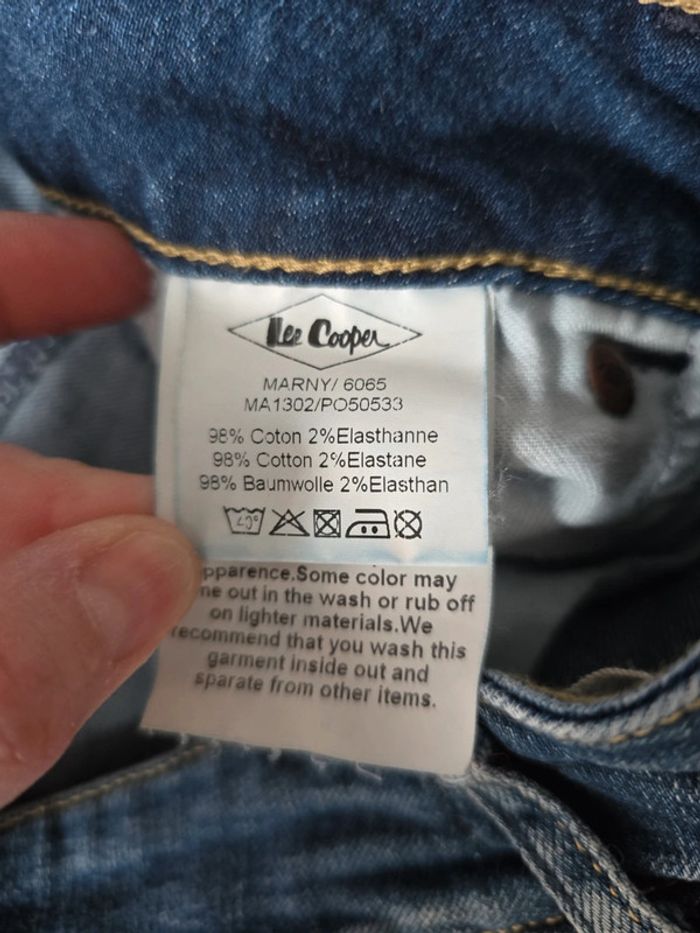 Lee Cooper
MARNY/ 6065
MA1302/PO50533
98% Coton 2%Elasthanne
98% Cotton 2%Elastane
98% Baumwolle 2%Elasthan
pparence.Some color may
me out in the wash or rub off
on lighter materials.We
recommend that you wash this
garment inside out and
sparate from other items.